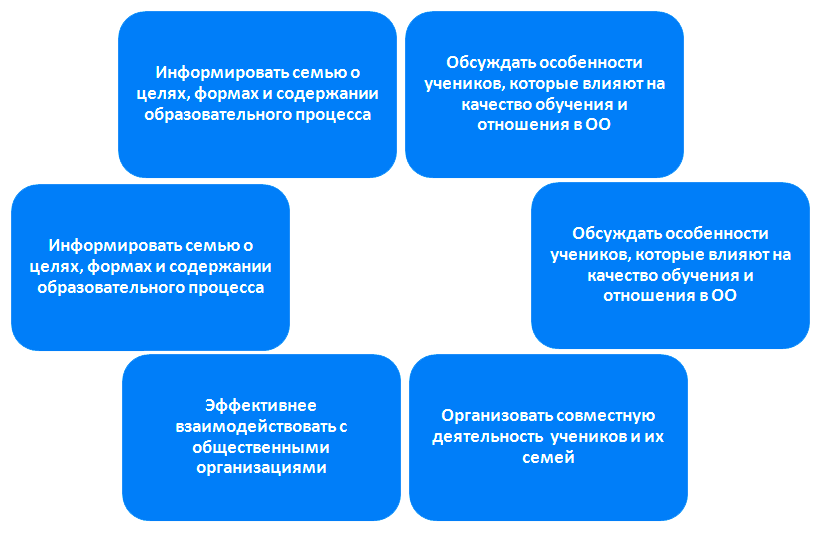 Информировать семью о
целях, формах и содержании
образовательного процесса
Обсуждать особенности
учеников, которые влияют на
качество обучения и
отношения в ОО
Информировать семью о
целях, формах и содержании
образовательного процесса
Обсуждать особенности
учеников, которые влияют на
качество обучения и
отношения в ОО
Эффективнее
взаимодействовать с
общественными
организациями
Организовать совместную
деятельность учеников и их
семей